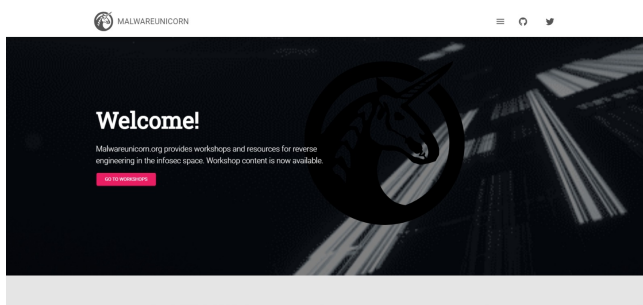 MALWAREUNICORN
Welcome!
Malwareunicorn.org provides workshops and resources for reverse
engineering in the infosec space. Workshop content is now available.
GO TO WORKSHOPS